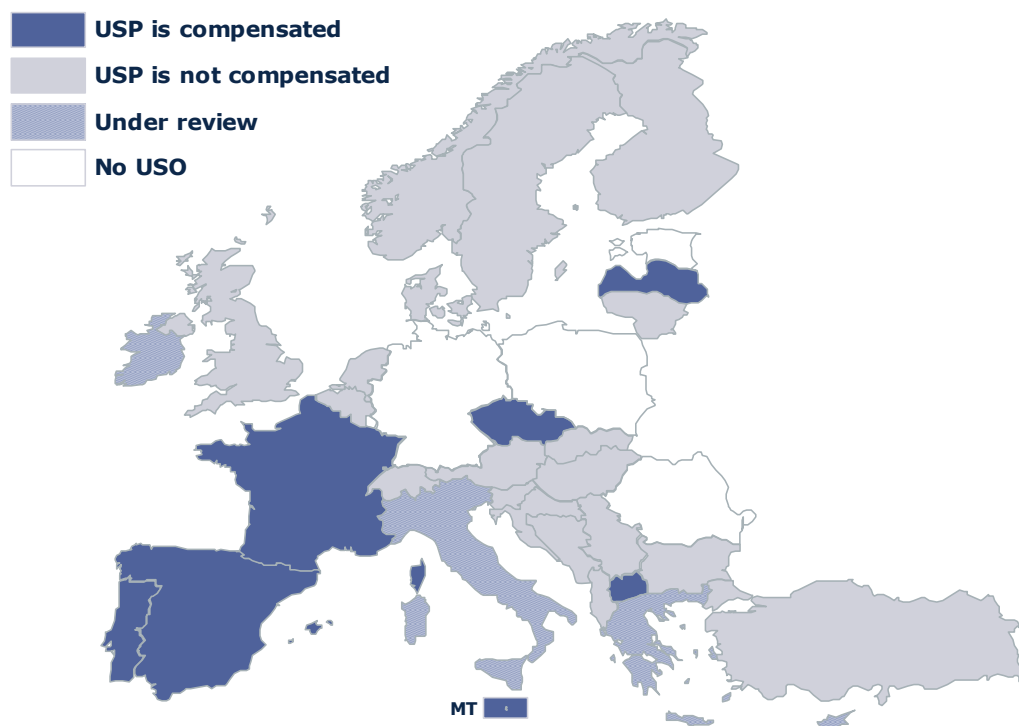 USP is compensated
USP is not compensated
Under review
No USO
MT